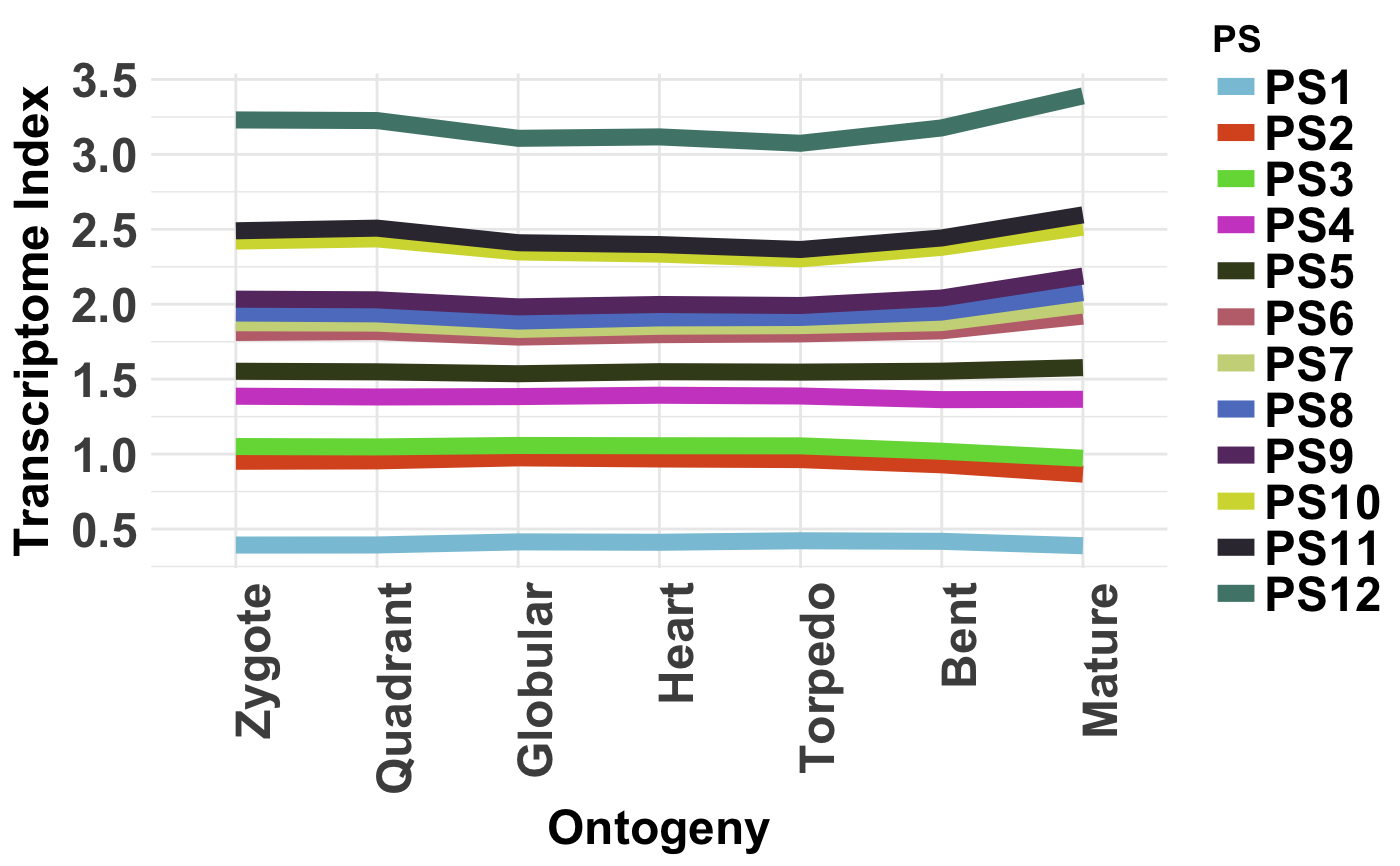 PS
PS1
PS2
PS3
PS4
PS5
PS6
PS7
PS8
PS9
PS10
PS11
PS12
Transcriptome Index
3.5
3.0
2.5
2.0
1.5
1.0
0.5
Zygote
Quadrant
Globular
Heart
Torpedo
Bent
Mature
Ontogeny